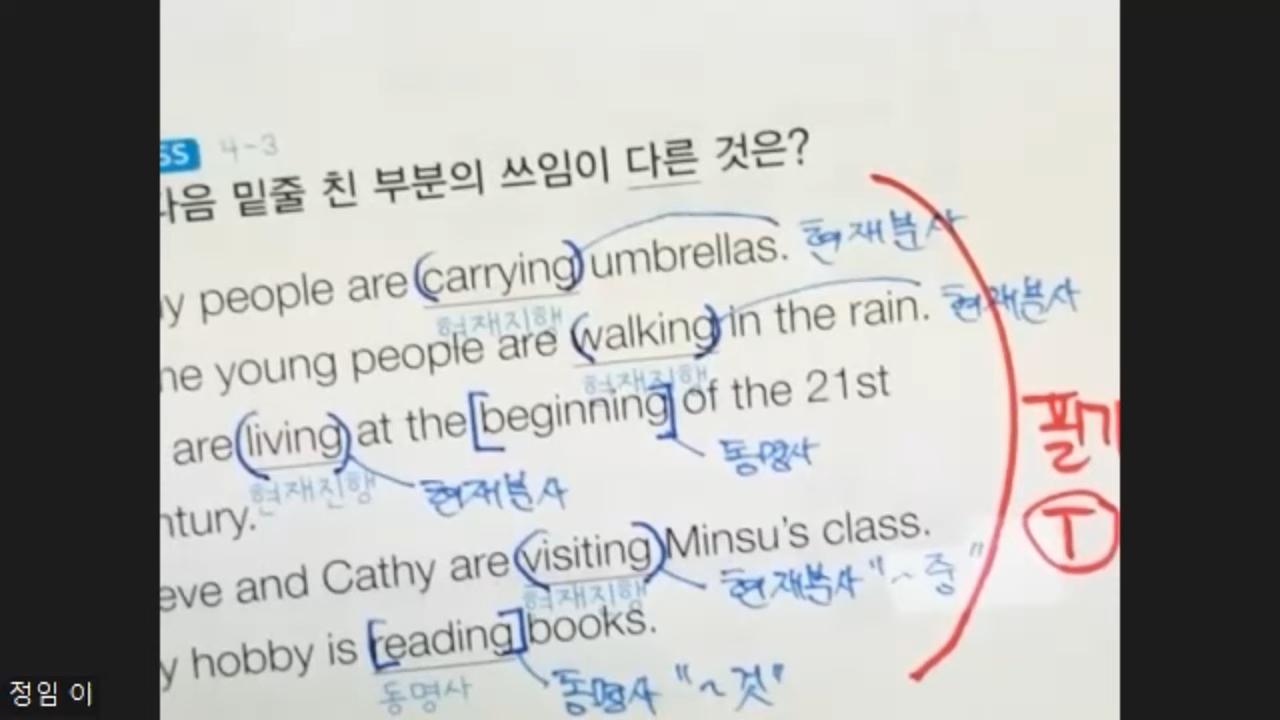 SS 4-3
다음 밑줄 친 부분의 쓰임이 다른 것은?
y people are (carrying) umbrellas. 현재분사
현재진행
me young people are (walking) in the rain. 현재분사
현재진행
are (living) at the [beginning] of the 21st
현재진행 현재분사 동명사
ntury.
eve and Cathy are (visiting) Minsu's class.
현재진행 현재분사 "~중"
y hobby is [reading] books.
동명사 동명사 "~것"
필기
T
정임 이